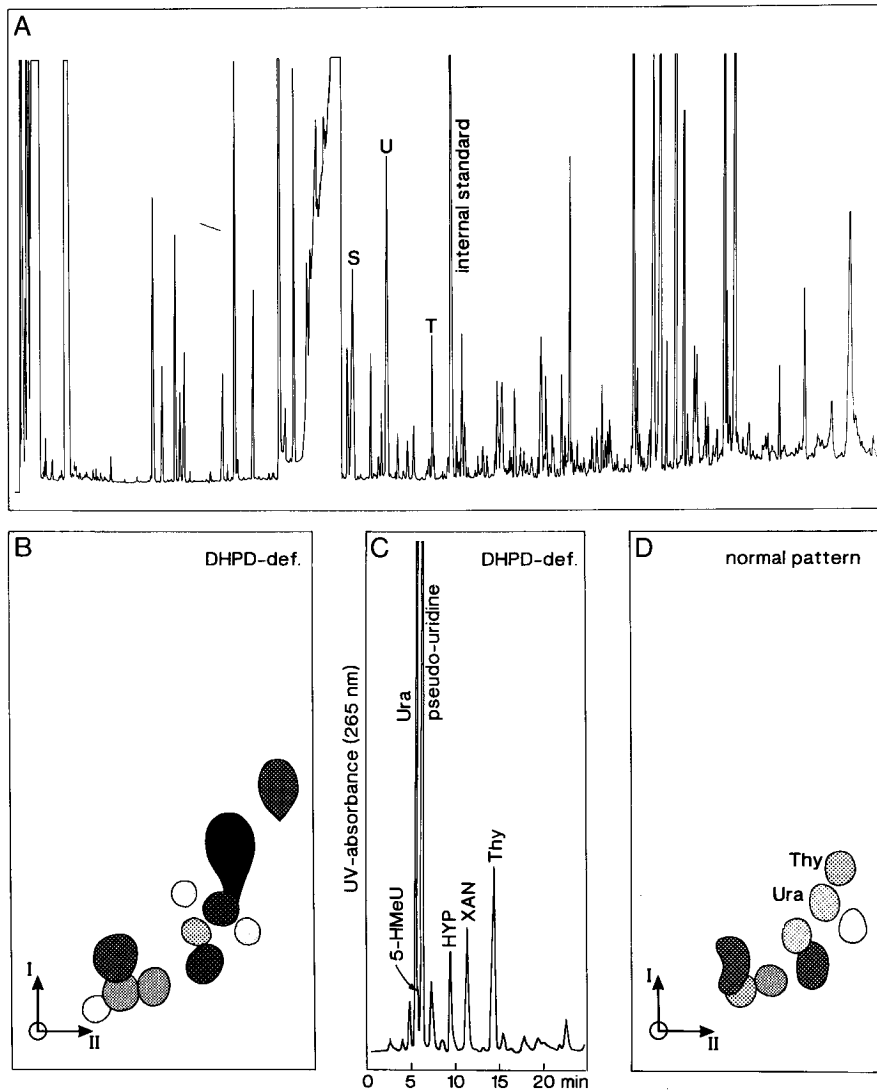 A
S
U
T
internal standard
B
DHPD-def.
I
II
C
DHPD-def.
UV-absorbance (265 nm)
5-HMeU
Ura
pseudo-uridine
HYP
XAN
Thy
0 5 10 15 20 min
D
normal pattern
Thy
Ura
I
II